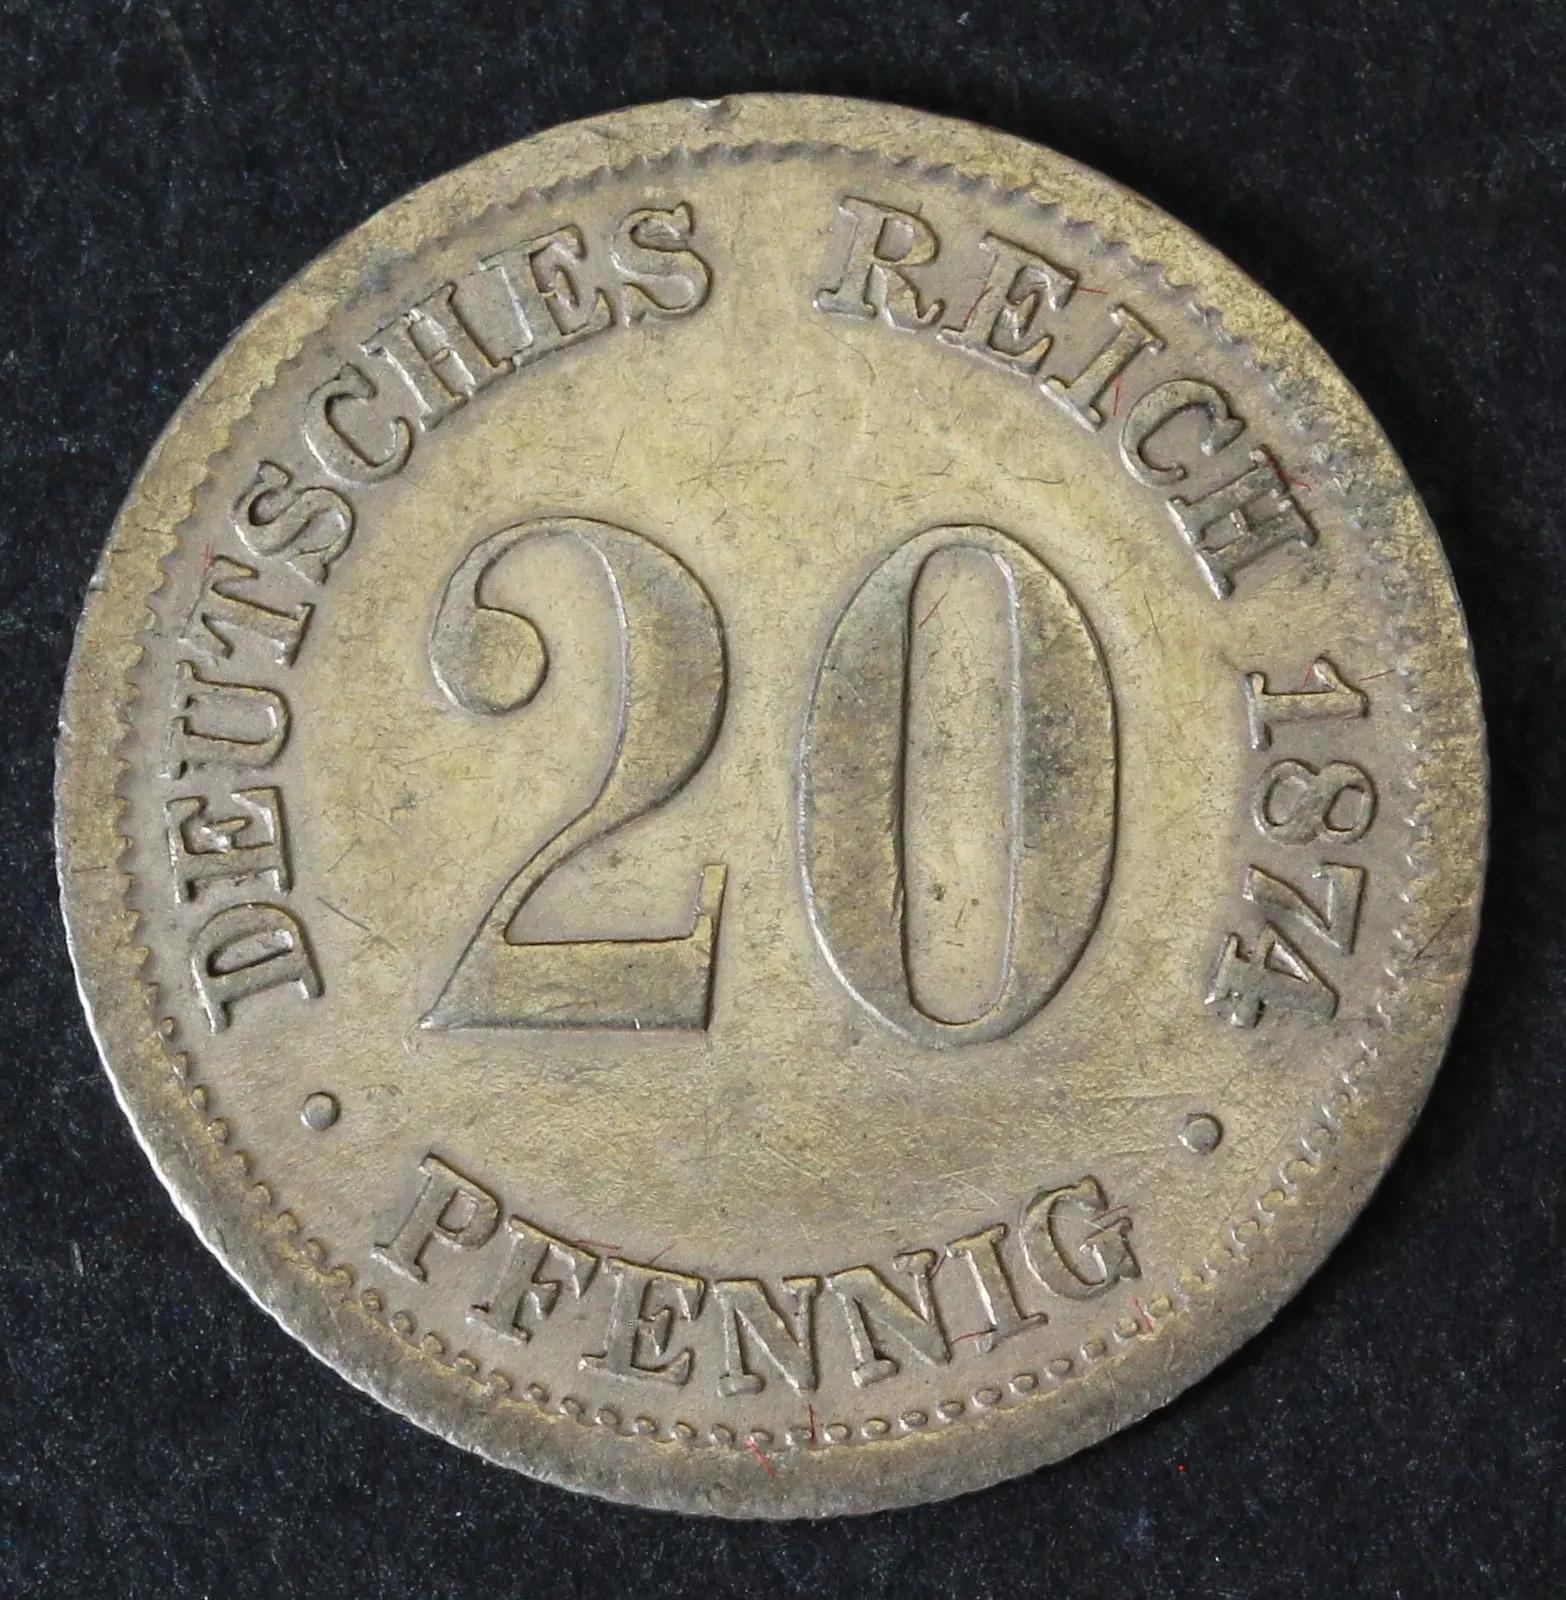 DEUTSCHES REICH 1874
20
• PFENNIG •